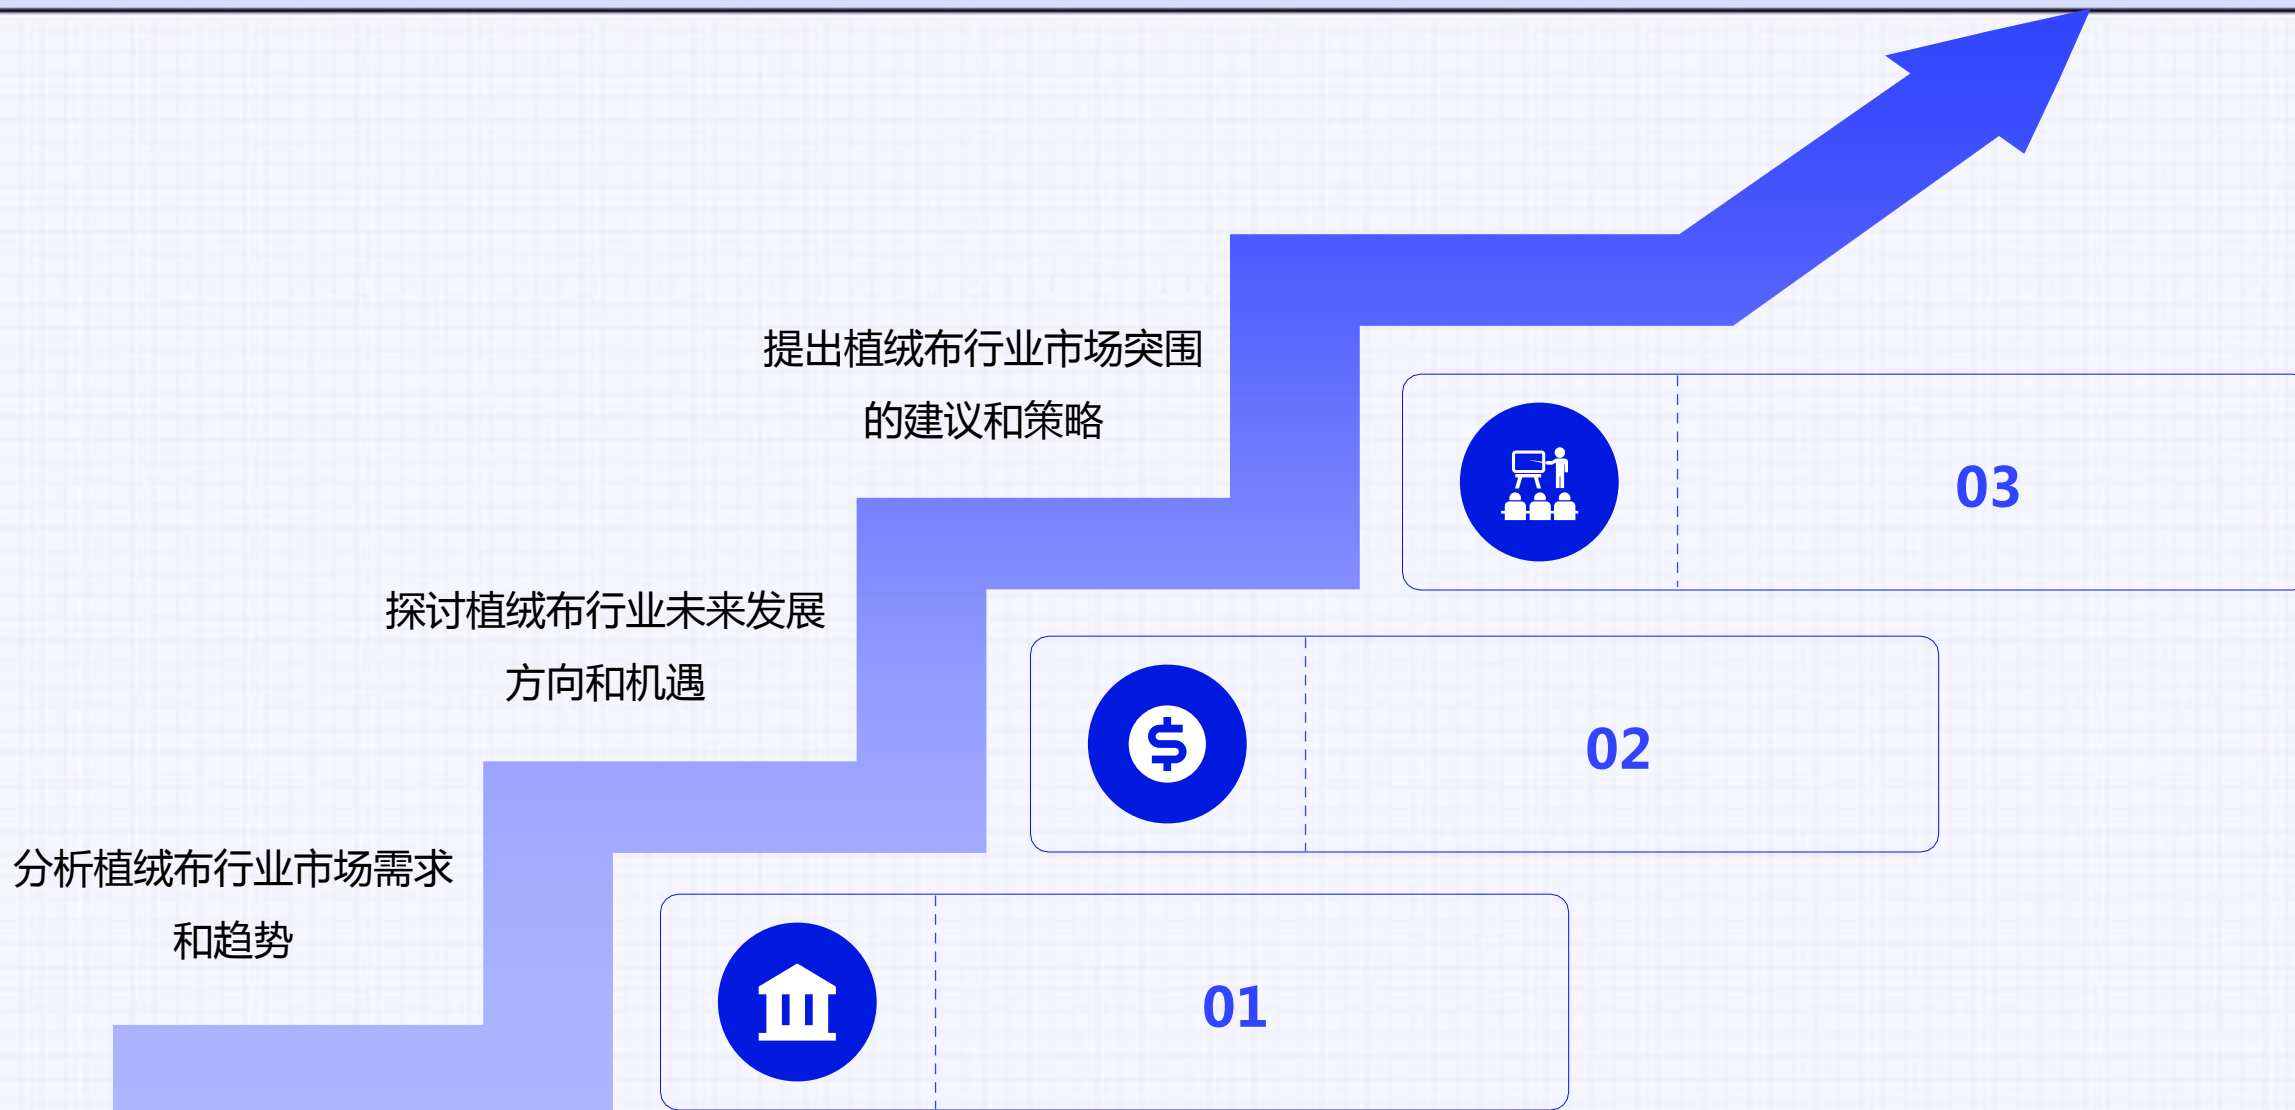 提出植绒布行业市场突围
的建议和策略
03
探讨植绒布行业未来发展
方向和机遇
02
分析植绒布行业市场需求
和趋势
01